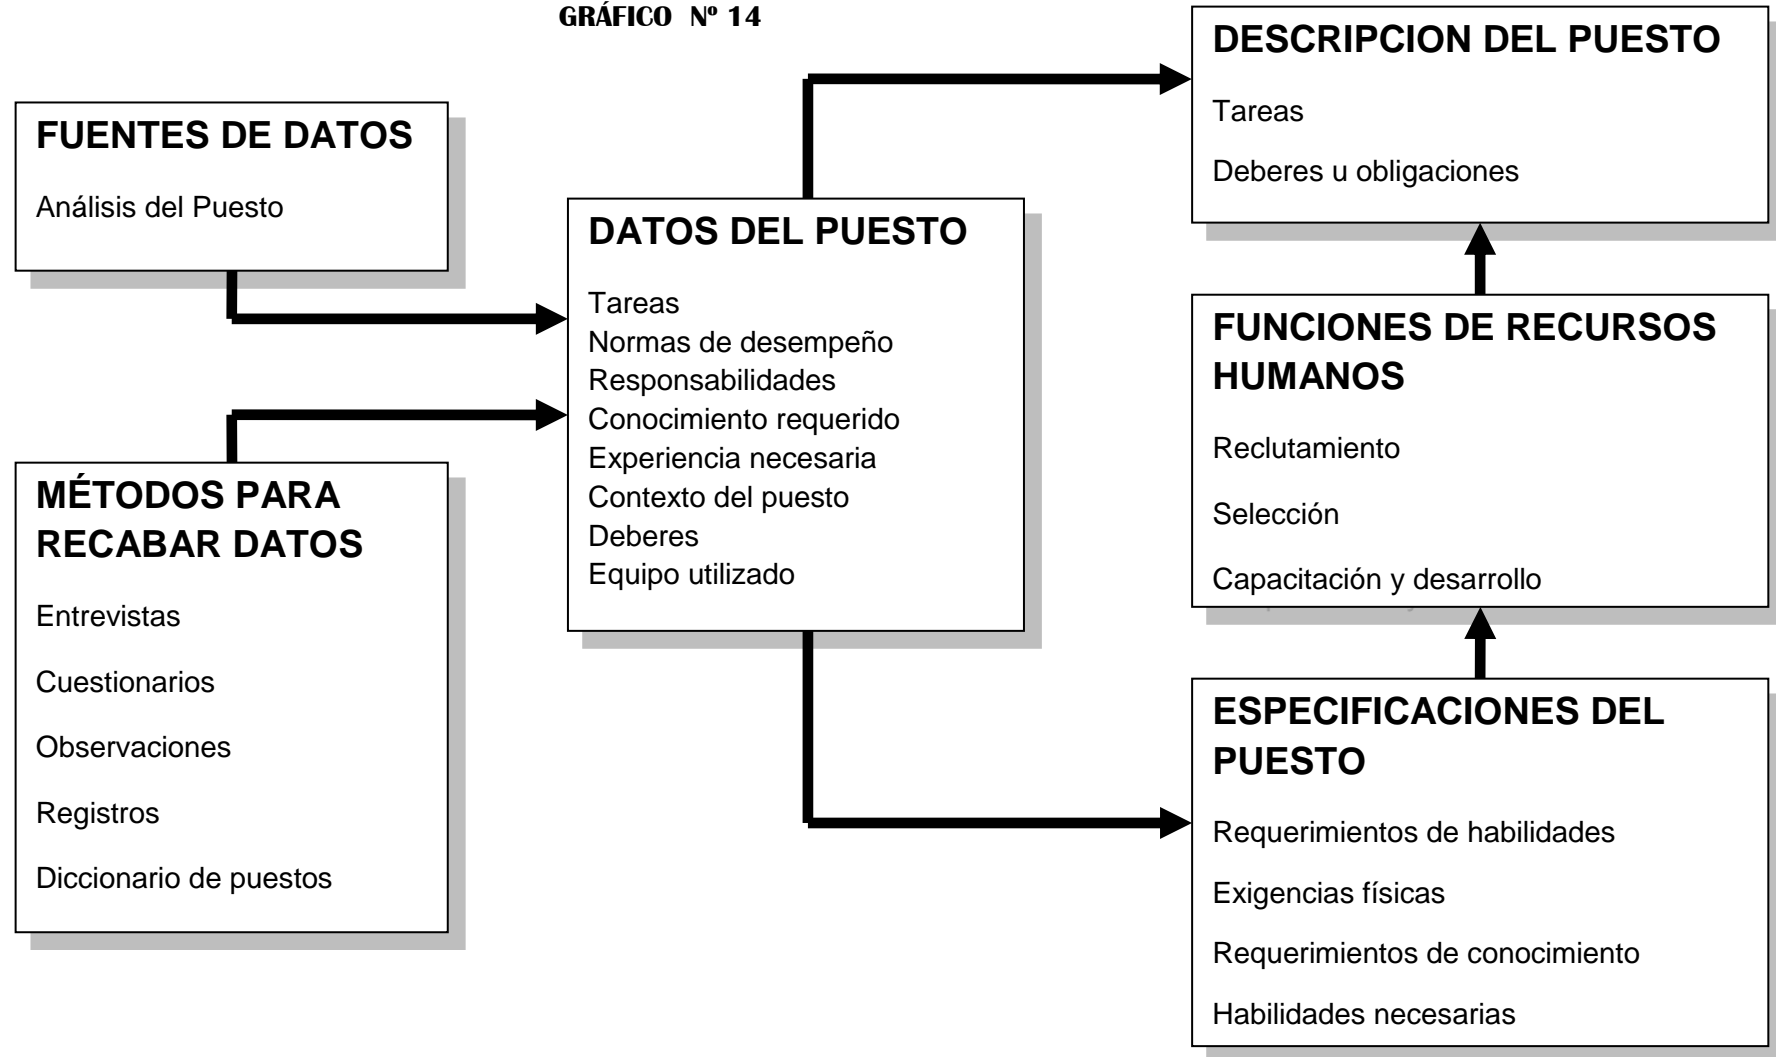 GRÁFICO Nº 14
FUENTES DE DATOS
Análisis del Puesto
MÉTODOS PARA
RECABAR DATOS
Entrevistas
Cuestionarios
Observaciones
Registros
Diccionario de puestos
DATOS DEL PUESTO
Tareas
Normas de desempeño
Responsabilidades
Conocimiento requerido
Experiencia necesaria
Contexto del puesto
Deberes
Equipo utilizado
DESCRIPCION DEL PUESTO
Tareas
Deberes u obligaciones
FUNCIONES DE RECURSOS
HUMANOS
Reclutamiento
Selección
Capacitación y desarrollo
ESPECIFICACIONES DEL
PUESTO
Requerimientos de habilidades
Exigencias físicas
Requerimientos de conocimiento
Habilidades necesarias